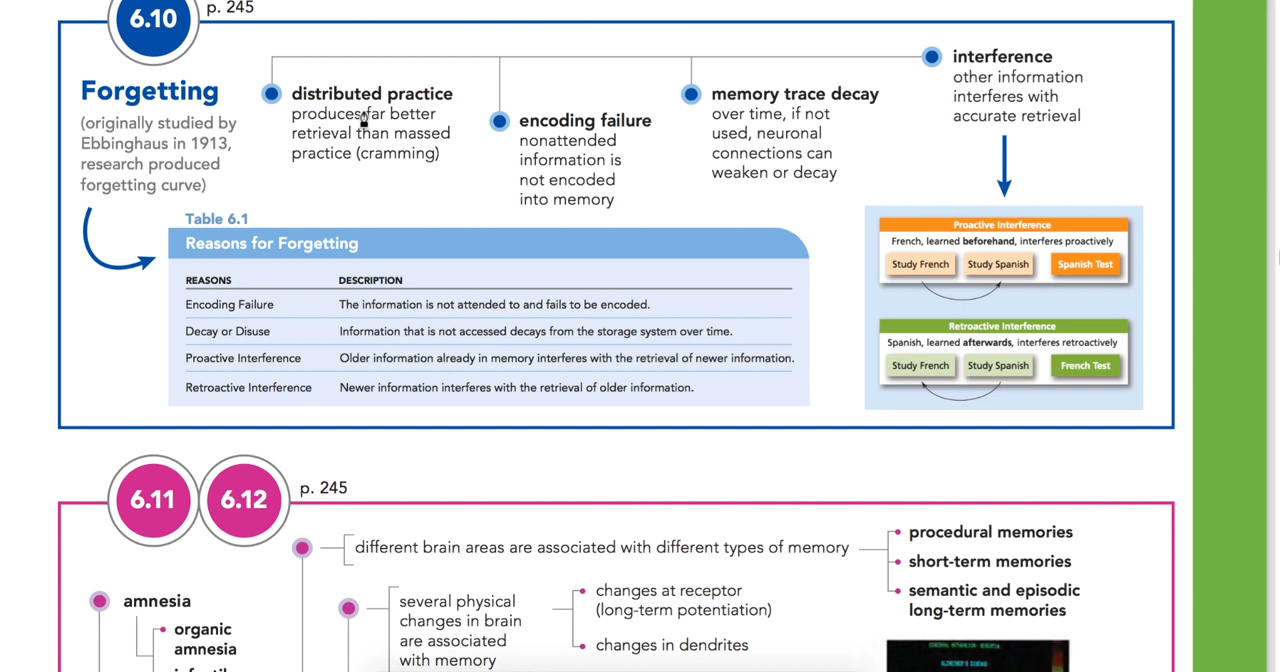 6.10
p. 245
Forgetting
(originally studied by
Ebbinghaus in 1913,
research produced
forgetting curve)
distributed practice
produces far better
retrieval than massed
practice (cramming)
encoding failure
nonattended
information is
not encoded
into memory
memory trace decay
over time, if not
used, neuronal
connections can
weaken or decay
interference
other information
interferes with
accurate retrieval
Table 6.1
Reasons for Forgetting
REASONS DESCRIPTION
Encoding Failure The information is not attended to and fails to be encoded.
Decay or Disuse Information that is not accessed decays from the storage system over time.
Proactive Interference Older information already in memory interferes with the retrieval of newer information.
Retroactive Interference Newer information interferes with the retrieval of older information.
Proactive Interference
French, learned beforehand, interferes proactively
Study French Study Spanish Spanish Test
Retroactive Interference
Spanish, learned afterwards, interferes retroactively
Study French Study Spanish French Test
6.11 6.12
p. 245
different brain areas are associated with different types of memory
procedural memories
short-term memories
semantic and episodic
long-term memories
amnesia
organic
amnesia
several physical
changes in brain
are associated
with memory
changes at receptor
(long-term potentiation)
changes in dendrites